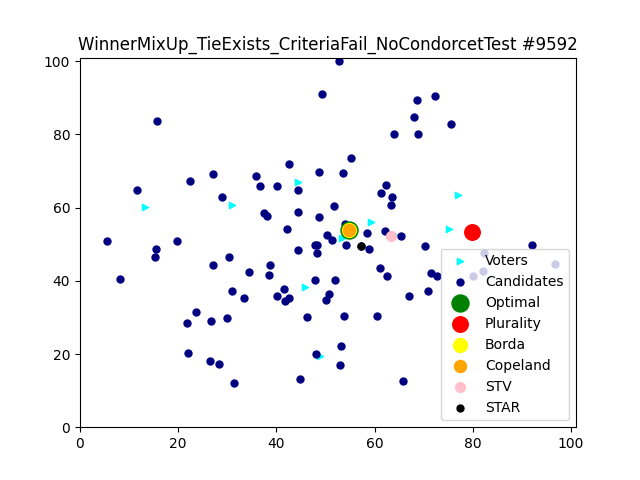 WinnerMixUp_TieExists_CriteriaFail_NoCondorcetTest #9592
100
80
60
40
20
0
0 20 40 60 80 100
Voters
Candidates
Optimal
Plurality
Borda
Copeland
STV
STAR